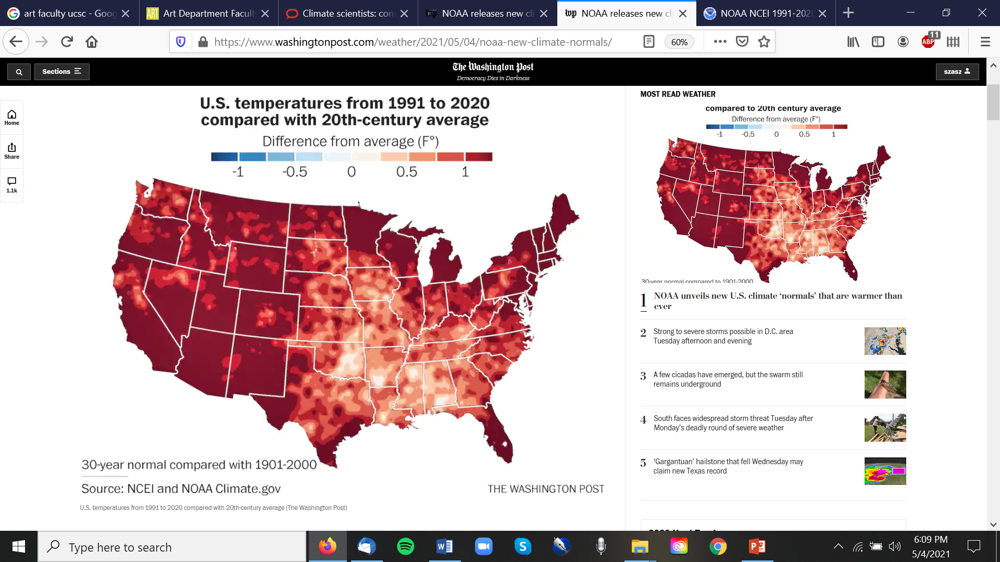 art faculty ucsc - Goog
Art Department Facult
Climate scientists: con
NOAA releases new cli
NOAA releases new cli
NOAA NCEI 1991-202
https://www.washingtonpost.com/weather/2021/05/04/noaa-new-climate-normals/
60%
ABP
11
Sections
The Washington Post
Democracy Dies in Darkness
szasz
Home
Share
1.1k
U.S. temperatures from 1991 to 2020
compared with 20th-century average
Difference from average (F°)
-1 -0.5 0 0.5 1
30-year normal compared with 1901-2000
Source: NCEI and NOAA Climate.gov
THE WASHINGTON POST
U.S. temperatures from 1991 to 2020 compared with 20th-century average (The Washington Post)
MOST READ WEATHER
compared to 20th century average
Difference from average (F°)
-1 -0.5 0 0.5 1
30-year normal compared to 1901-2000
1 NOAA unveils new U.S. climate ‘normals’ that are warmer than
ever
2 Strong to severe storms possible in D.C. area
Tuesday afternoon and evening
3 A few cicadas have emerged, but the swarm still
remains underground
4 South faces widespread storm threat Tuesday after
Monday’s deadly round of severe weather
5 ‘Gargantuan’ hailstone that fell Wednesday may
claim new Texas record
Type here to search
6:09 PM
5/4/2021